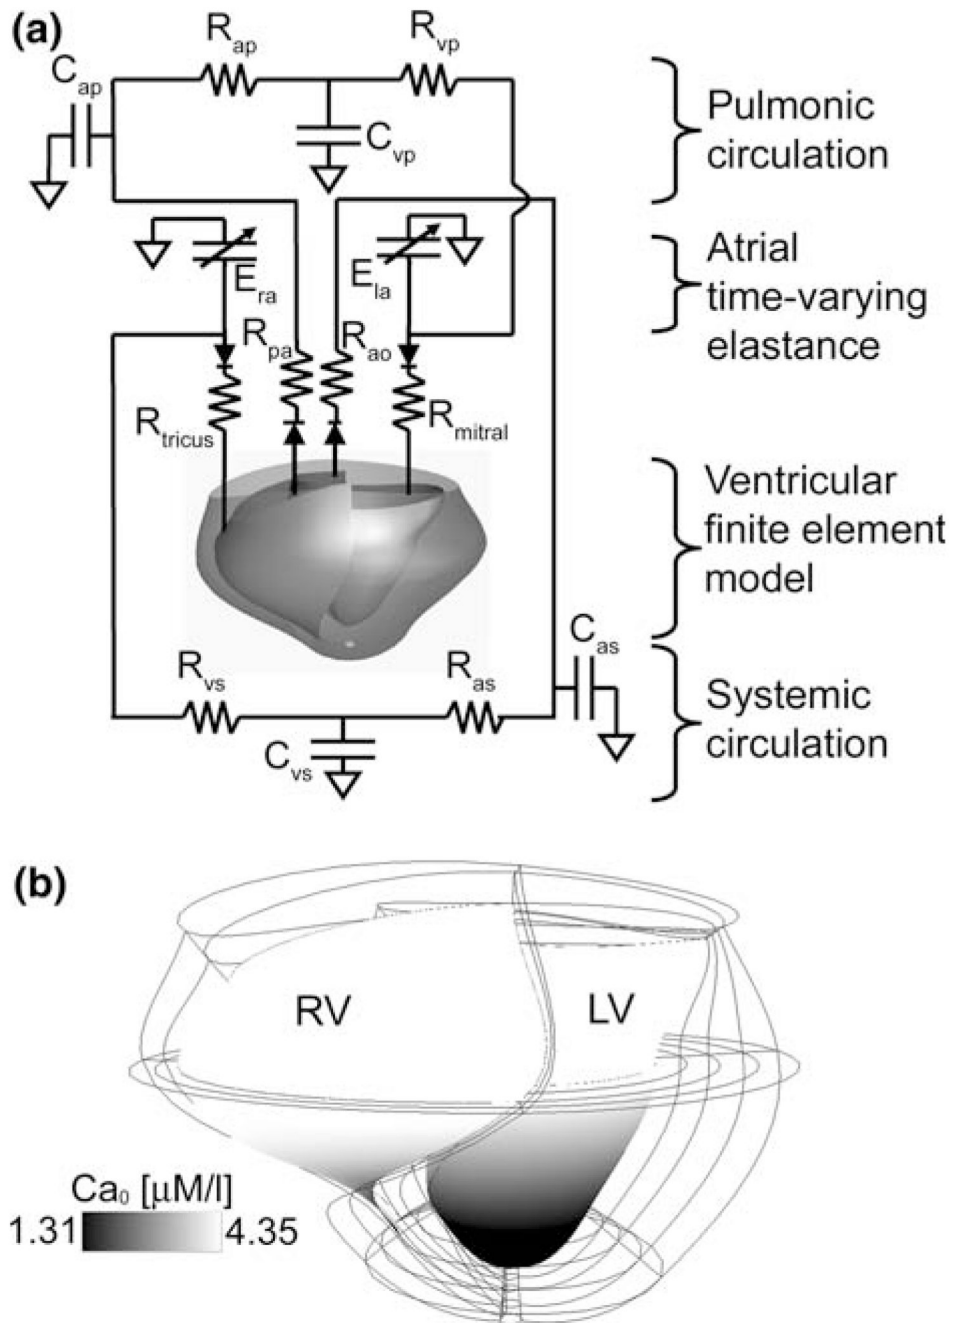 (a)
R_ap
R_vp
C_ap
C_vp
Pulmonic
circulation
E_ra
E_la
Atrial
time-varying
elastance
R_pa
R_ao
R_tricus
R_mitral
Ventricular
finite element
model
C_as
R_vs
R_as
C_vs
Systemic
circulation
(b)
RV
LV
Ca₀ [μM/l]
1.31
4.35